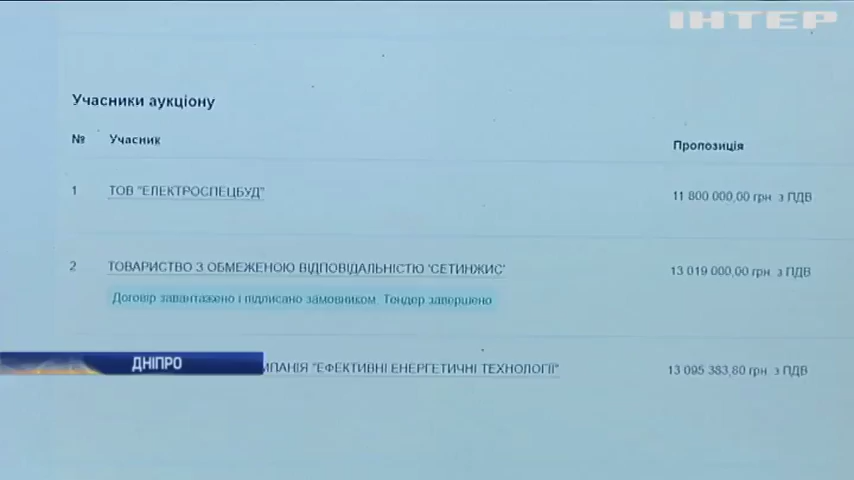 ІНТЕР
Учасники аукціону
№ Учасник Пропозиція
1 ТОВ "ЕЛЕКТРОСПЕЦБУД" 11 800 000,00 грн з ПДВ
2 ТОВАРИСТВО З ОБМЕЖЕНОЮ ВІДПОВІДАЛЬНІСТЮ 'СЕТИНЖИС' 13 019 000,00 грн з ПДВ
Договір завантажено і підписано замовником. Тендер завершено
ДНІПРО
"ЕФЕКТИВНІ ЕНЕРГЕТИЧНІ ТЕХНОЛОГІЇ" 13 095 383,80 грн з ПДВ